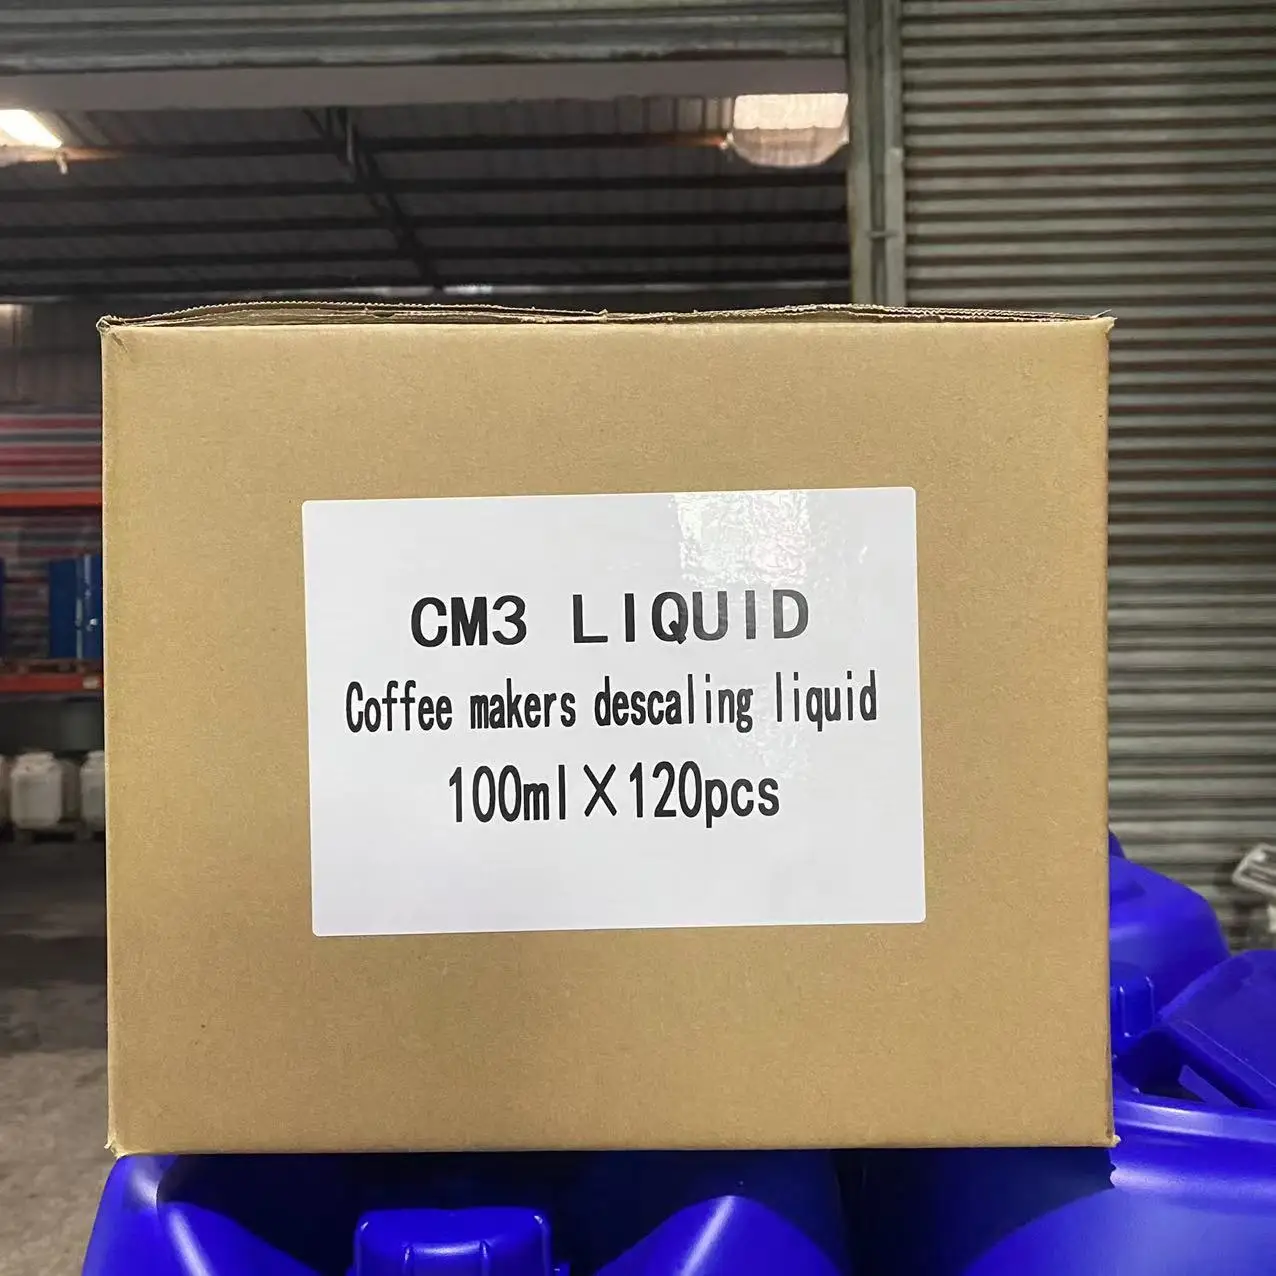 CM3 LIQUID
Coffee makers descaling liquid
100ml×120pcs